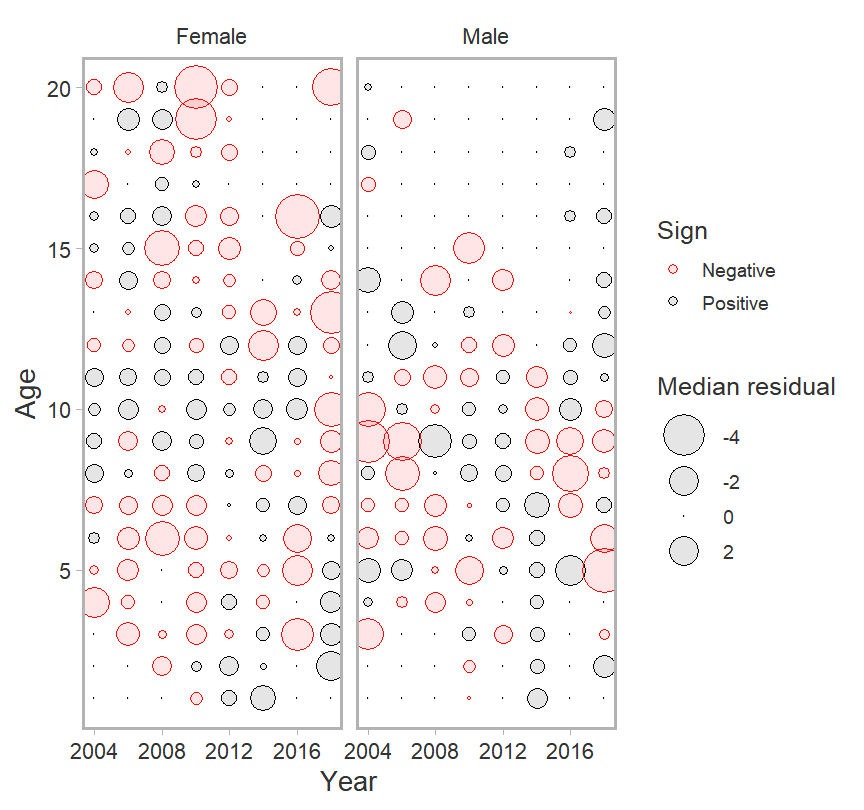 Female Male
20
15
10
5
Age
2004 2008 2012 2016 2004 2008 2012 2016
Year
Sign
Negative
Positive
Median residual
-4
-2
0
2